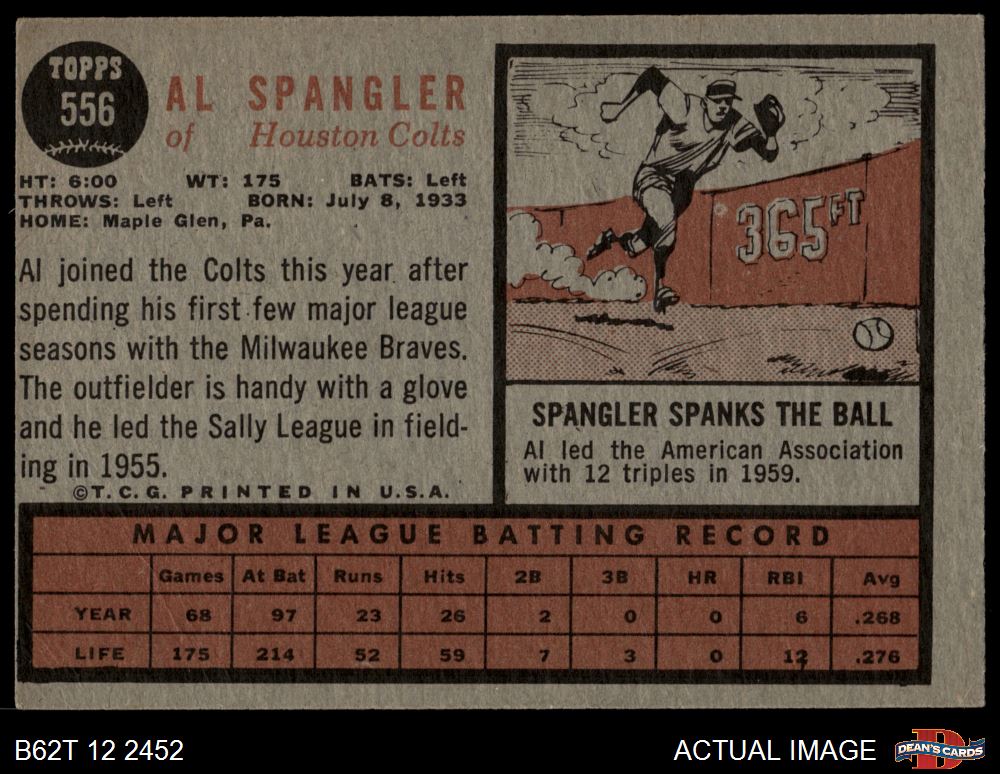 TOPPS
556
AL SPANGLER
of Houston Colts
HT: 6:00 WT: 175 BATS: Left
THROWS: Left BORN: July 8, 1933
HOME: Maple Glen, Pa.
Al joined the Colts this year after
spending his first few major league
seasons with the Milwaukee Braves.
The outfielder is handy with a glove
and he led the Sally League in field-
ing in 1955.
©T.C.G. PRINTED IN U.S.A.
365FT
SPANGLER SPANKS THE BALL
Al led the American Association
with 12 triples in 1959.
MAJOR LEAGUE BATTING RECORD
Games At Bat Runs Hits 2B 3B HR RBI Avg
YEAR 68 97 23 26 2 0 0 6 .268
LIFE 175 214 52 59 7 3 0 12 .276
B62T 12 2452
ACTUAL IMAGE
D
DEAN'S CARDS